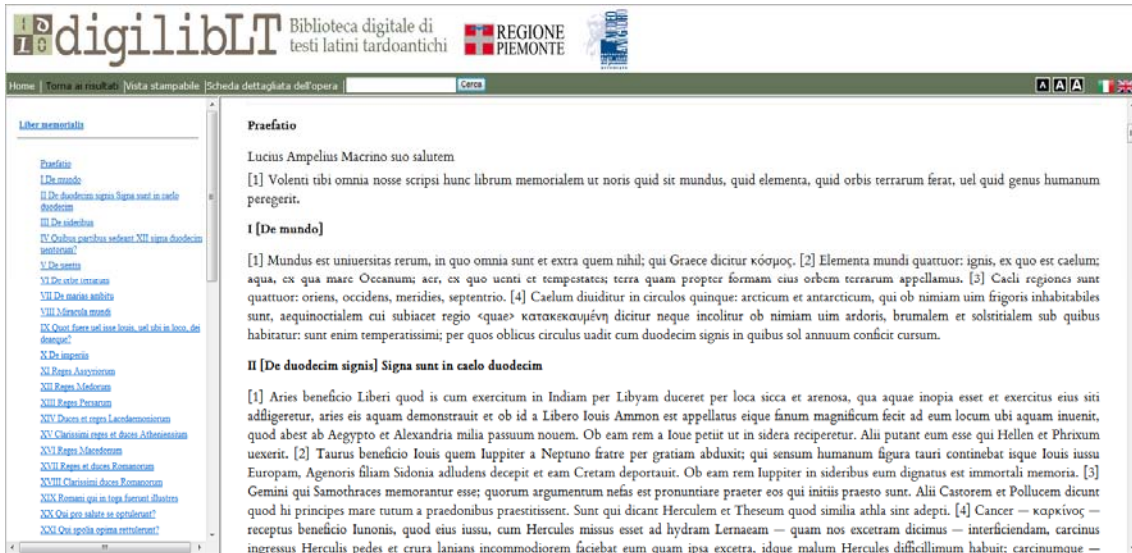 digilibLT
Biblioteca digitale di
testi latini tardoantichi
REGIONE
PIEMONTE
Home | Torna ai risultati |Vista stampabile |Scheda dettagliata dell'opera |
Cerca
A A A
Liber memorialis
Praefatio
I De mundo
II De duodecim signis Signa sunt in caelo
duodecim
III De sideribus
IV Quibus partibus sedeant XII signa duodecim
uentorum?
V De uentis
VI De orbe terrarum
VII De marias ambitu
VIII Miracula mundi
IX Quot fuere uel isse Iouis, uel ubi in loco, dei
deaeque?
X De imperiis
XI Reges Assyriorum
XII Reges Medorum
XIII Reges Persarum
XIV Duces et reges Lacedaemoniorum
XV Clarissimi reges et duces Atheniensium
XVI Reges Macedonum
XVII Reges et duces Romanorum
XVIII Clarissimi duces Romanorum
XIX Romani qui in toga fuerunt illustres
XX Qui pro salute se optulerunt?
XXI Qui spolia opima rettulerunt?
Praefatio
Lucius Ampelius Macrino suo salutem
[1] Volenti tibi omnia nosse scripsi hunc librum memorialem ut noris quid sit mundus, quid elementa, quid orbis terrarum ferat, uel quid genus humanum
peregerit.
I [De mundo]
[1] Mundus est uniuersitas rerum, in quo omnia sunt et extra quem nihil; qui Graece dicitur κόσμος. [2] Elementa mundi quattuor: ignis, ex quo est caelum;
aqua, ex qua mare Oceanum; aer, ex quo uenti et tempestates; terra quam propter formam eius orbem terrarum appellamus. [3] Caeli regiones sunt
quattuor: oriens, occidens, meridies, septentrio. [4] Caelum diuiditur in circulos quinque: arcticum et antarcticum, qui ob nimiam uim frigoris inhabitabiles
sunt, aequinoctialem cui subiacet regio <quae> κατακεκαυμένη dicitur neque incolitur ob nimiam uim ardoris, brumalem et solstitialem sub quibus
habitatur: sunt enim temperatissimi; per quos oblicus circulus uadit cum duodecim signis in quibus sol annuum conficit cursum.
II [De duodecim signis] Signa sunt in caelo duodecim
[1] Aries beneficio Liberi quod is cum exercitum in Indiam per Libyam duceret per loca sicca et arenosa, qua aquae inopia esset et exercitus eius siti
adfligeretur, aries eis aquam demonstrauit et ob id a Libero Iouis Ammon est appellatus eique fanum magnificum fecit ad eum locum ubi aquam inuenit,
quod abest ab Aegypto et Alexandria milia passuum nouem. Ob eam rem a Ioue petiit ut in sidera reciperetur. Alii putant eum esse qui Hellen et Phrixum
uexerit. [2] Taurus beneficio Iouis quem Iuppiter a Neptuno fratre per gratiam abduxit; qui sensum humanum figura tauri continebat isque Iouis iussu
Europam, Agenoris filiam Sidonia adludens decepit et eam Cretam deportauit. Ob eam rem Iuppiter in sideribus eum dignatus est immortali memoria. [3]
Gemini qui Samothraces memorantur esse; quorum argumentum nefas est pronuntiare praeter eos qui initiis praesto sunt. Alii Castorem et Pollucem dicunt
quod hi principes mare tutum a praedonibus praestitissent. Sunt qui dicant Herculem et Theseum quod similia athla sint adepti. [4] Cancer — καρκίνος —
receptus beneficio Iunonis, quod eius iussu, cum Hercules missus esset ad hydram Lernaeam — quam nos excetram dicimus — interficiendam, carcinus
ingressus Herculis pedes et crura lanians incommodiorem faciebat eum quam ipsa excetra, idque malum Hercules difficillimum habuit; carcinumque —